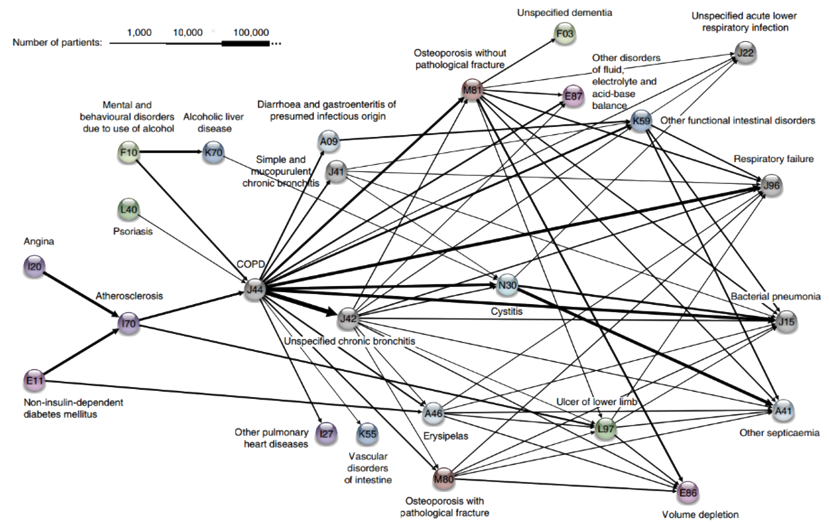 Unspecified dementia
Unspecified acute lower
respiratory infection
1,000
10,000
100,000
Number of partients:
...
F03
J22
Osteoporosis without
pathological fracture
Other disorders
of fluid,
electrolyte and
acid-base
balance
M81
E87
Mental and
behavioural disorders
due to use of alcohol
Alcoholic liver
disease
Diarrhoea and gastroenteritis of
presumed infectious origin
K59
Other functional intestinal disorders
A09
F10
K70
Simple and
mucopurulent
chronic bronchitis
J41
Respiratory failure
J96
L40
Psoriasis
Angina
I20
COPD
J44
Atherosclerosis
I70
N30
Cystitis
Bacterial pneumonia
J15
J42
Unspecified chronic bronchitis
E11
Non-insulin-dependent
diabetes mellitus
A46
Erysipelas
Ulcer of lower limb
L97
A41
Other septicaemia
Other pulmonary
heart diseases
I27
K55
Vascular
disorders
of intestine
M80
Osteoporosis with
pathological fracture
E86
Volume depletion